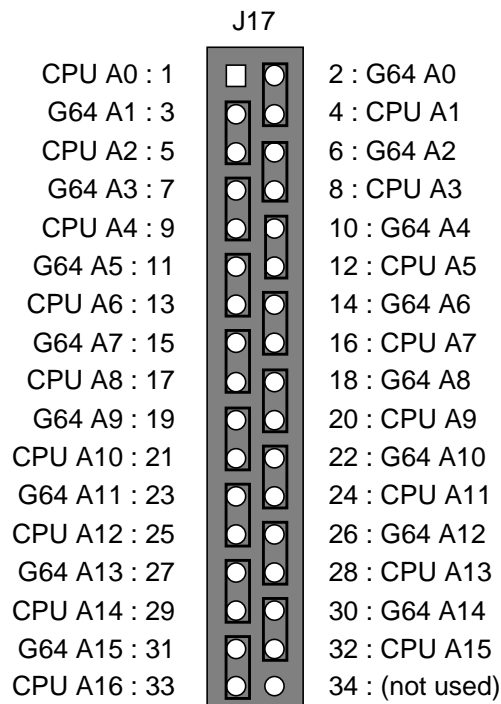 J17
CPU A0 : 1 2 : G64 A0
G64 A1 : 3 4 : CPU A1
CPU A2 : 5 6 : G64 A2
G64 A3 : 7 8 : CPU A3
CPU A4 : 9 10 : G64 A4
G64 A5 : 11 12 : CPU A5
CPU A6 : 13 14 : G64 A6
G64 A7 : 15 16 : CPU A7
CPU A8 : 17 18 : G64 A8
G64 A9 : 19 20 : CPU A9
CPU A10 : 21 22 : G64 A10
G64 A11 : 23 24 : CPU A11
CPU A12 : 25 26 : G64 A12
G64 A13 : 27 28 : CPU A13
CPU A14 : 29 30 : G64 A14
G64 A15 : 31 32 : CPU A15
CPU A16 : 33 34 : (not used)